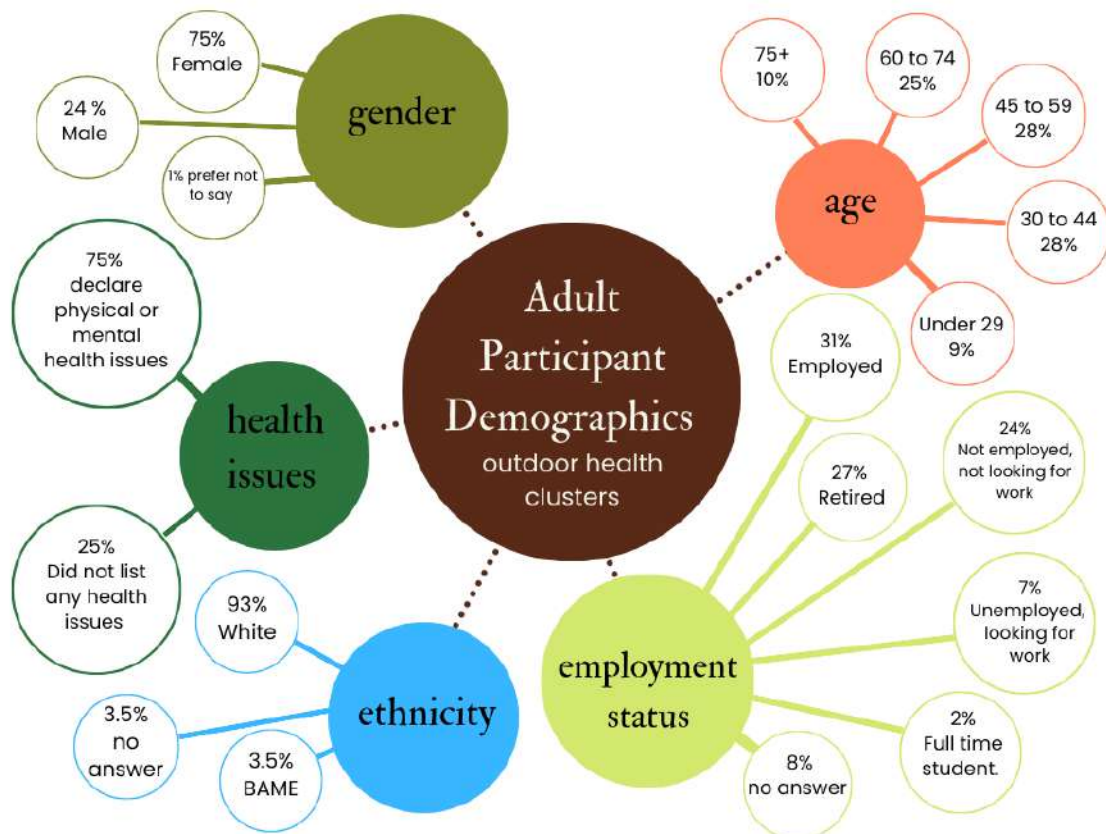 75%
Female
24 %
Male
1% prefer not
to say
gender
75+
10%
60 to 74
25%
45 to 59
28%
30 to 44
28%
Under 29
9%
age
Adult
Participant
Demographics
outdoor health
clusters
75%
declare
physical or
mental
health issues
25%
Did not list
any health
issues
health
issues
93%
White
3.5%
no
answer
3.5%
BAME
ethnicity
31%
Employed
27%
Retired
24%
Not employed,
not looking for
work
7%
Unemployed,
looking for
work
2%
Full time
student.
8%
no answer
employment
status